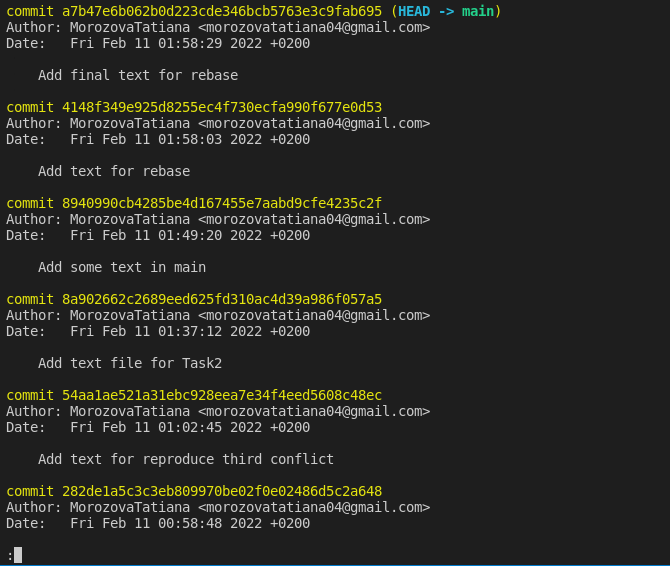 commit a7b47e6b062b0d223cde346bcb5763e3c9fab695 (HEAD -> main)
Author: MorozovaTatiana <morozovatatiana04@gmail.com>
Date:   Fri Feb 11 01:58:29 2022 +0200
    Add final text for rebase
commit 4148f349e925d8255ec4f730ecfa990f677e0d53
Author: MorozovaTatiana <morozovatatiana04@gmail.com>
Date:   Fri Feb 11 01:58:03 2022 +0200
    Add text for rebase
commit 8940990cb4285be4d167455e7aabd9cfe4235c2f
Author: MorozovaTatiana <morozovatatiana04@gmail.com>
Date:   Fri Feb 11 01:49:20 2022 +0200
    Add some text in main
commit 8a902662c2689eed625fd310ac4d39a986f057a5
Author: MorozovaTatiana <morozovatatiana04@gmail.com>
Date:   Fri Feb 11 01:37:12 2022 +0200
    Add text file for Task2
commit 54aa1ae521a31ebc928eea7e34f4eed5608c48ec
Author: MorozovaTatiana <morozovatatiana04@gmail.com>
Date:   Fri Feb 11 01:02:45 2022 +0200
    Add text for reproduce third conflict
commit 282de1a5c3c3eb809970be02f0e02486d5c2a648
Author: MorozovaTatiana <morozovatatiana04@gmail.com>
Date:   Fri Feb 11 00:58:48 2022 +0200
: